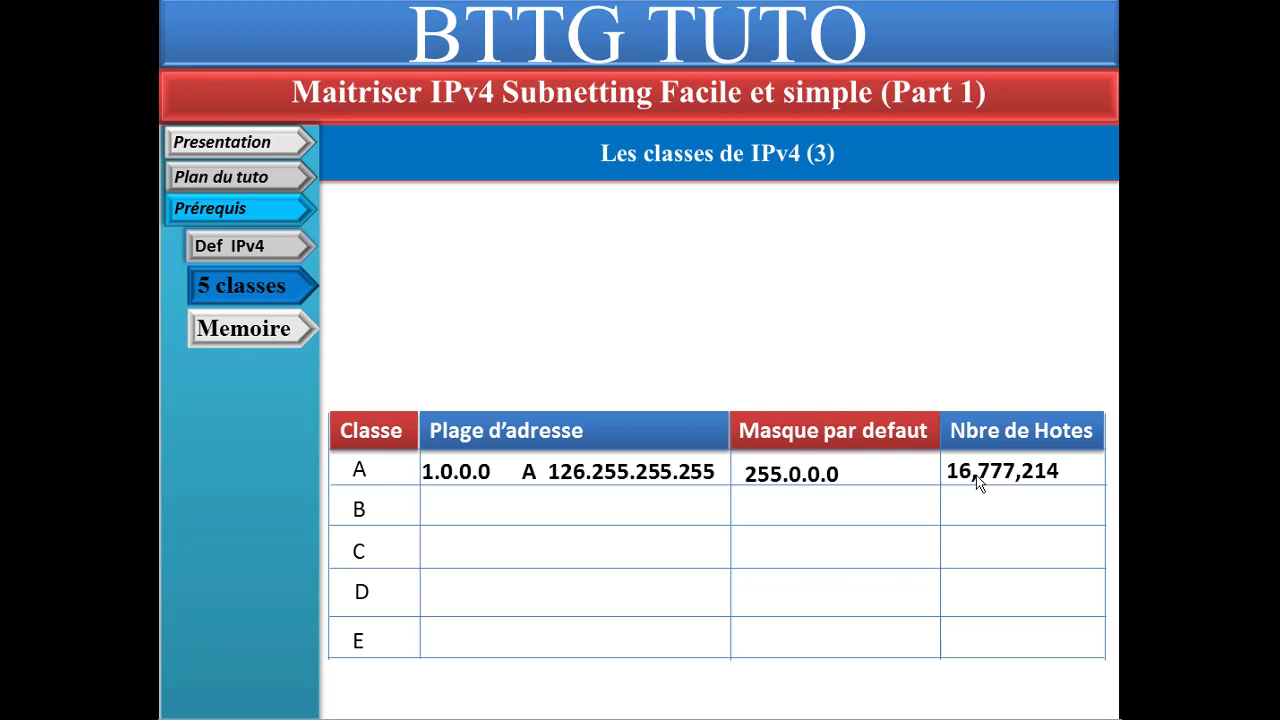 BTTG TUTO
Maitriser IPv4 Subnetting Facile et simple (Part 1)
Les classes de IPv4 (3)
Presentation
Plan du tuto
Prérequis
Def IPv4
5 classes
Memoire
Classe Plage d'adresse Masque par defaut Nbre de Hotes
A 1.0.0.0 A 126.255.255.255 255.0.0.0 16,777,214
B
C
D
E